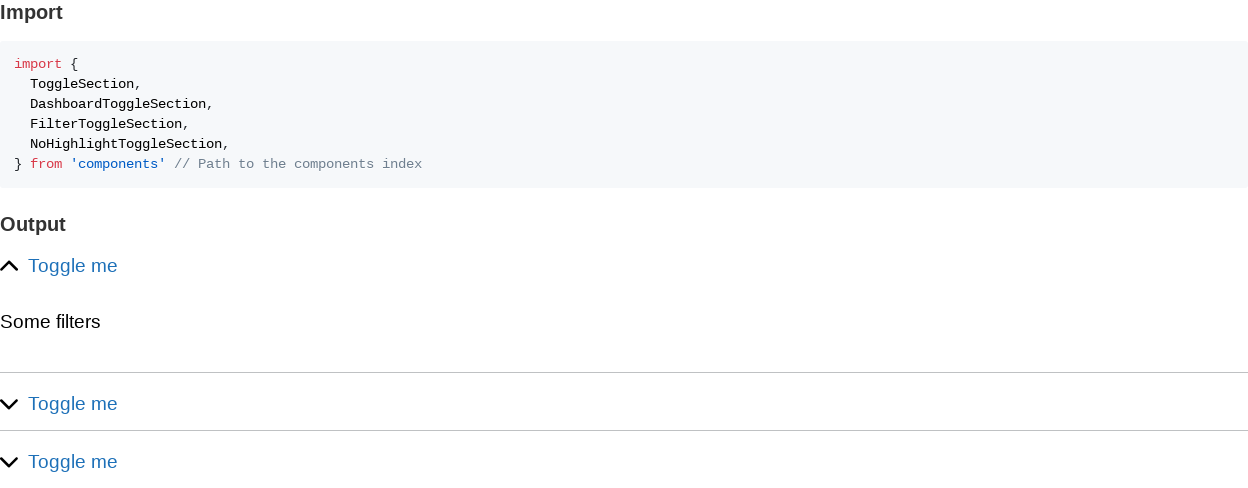 Import
import {
  ToggleSection,
  DashboardToggleSection,
  FilterToggleSection,
  NoHighlightToggleSection,
} from 'components' // Path to the components index
Output
Toggle me
Some filters
Toggle me
Toggle me